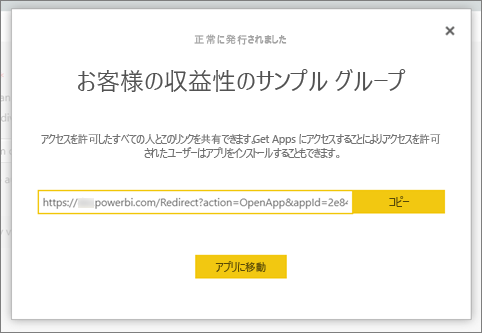 正常に発行されました
お客様の収益性のサンプル グループ
アクセスを許可したすべての人とこのリンクを共有できます。Get Apps にアクセスすることによりアクセスを許可
されたユーザーはアプリをインストールすることもできます。
https://powerbi.com/Redirect?action=OpenApp&appId=2e84
コピー
アプリに移動